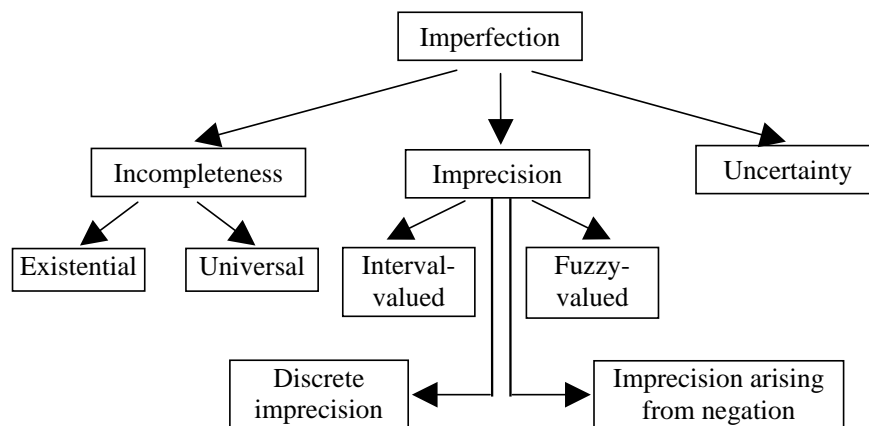 Imperfection
Incompleteness
Imprecision
Uncertainty
Existential
Universal
Interval-
valued
Fuzzy-
valued
Discrete
imprecision
Imprecision arising
from negation